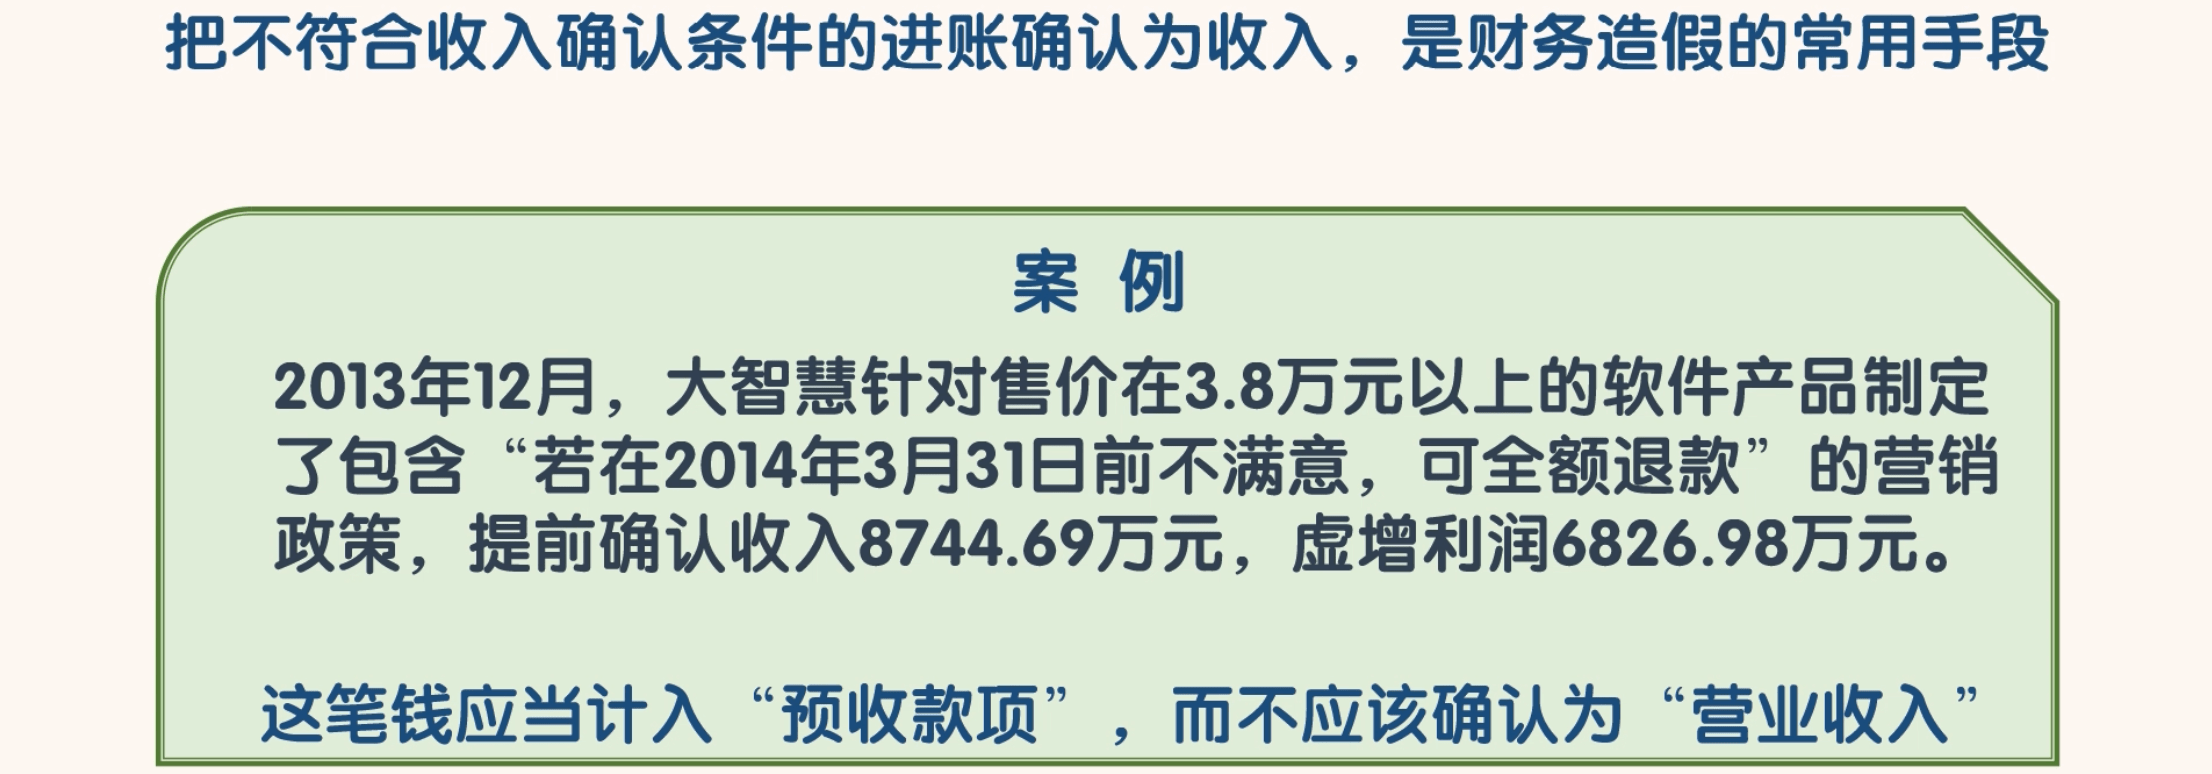 把不符合收入确认条件的进账确认为收入，是财务造假的常用手段
案 例
2013年12月，大智慧针对售价在3.8万元以上的软件产品制定
了包含“若在2014年3月31日前不满意，可全额退款”的营销
政策，提前确认收入8744.69万元，虚增利润6826.98万元。
这笔钱应当计入“预收款项”，而不应该确认为“营业收入”